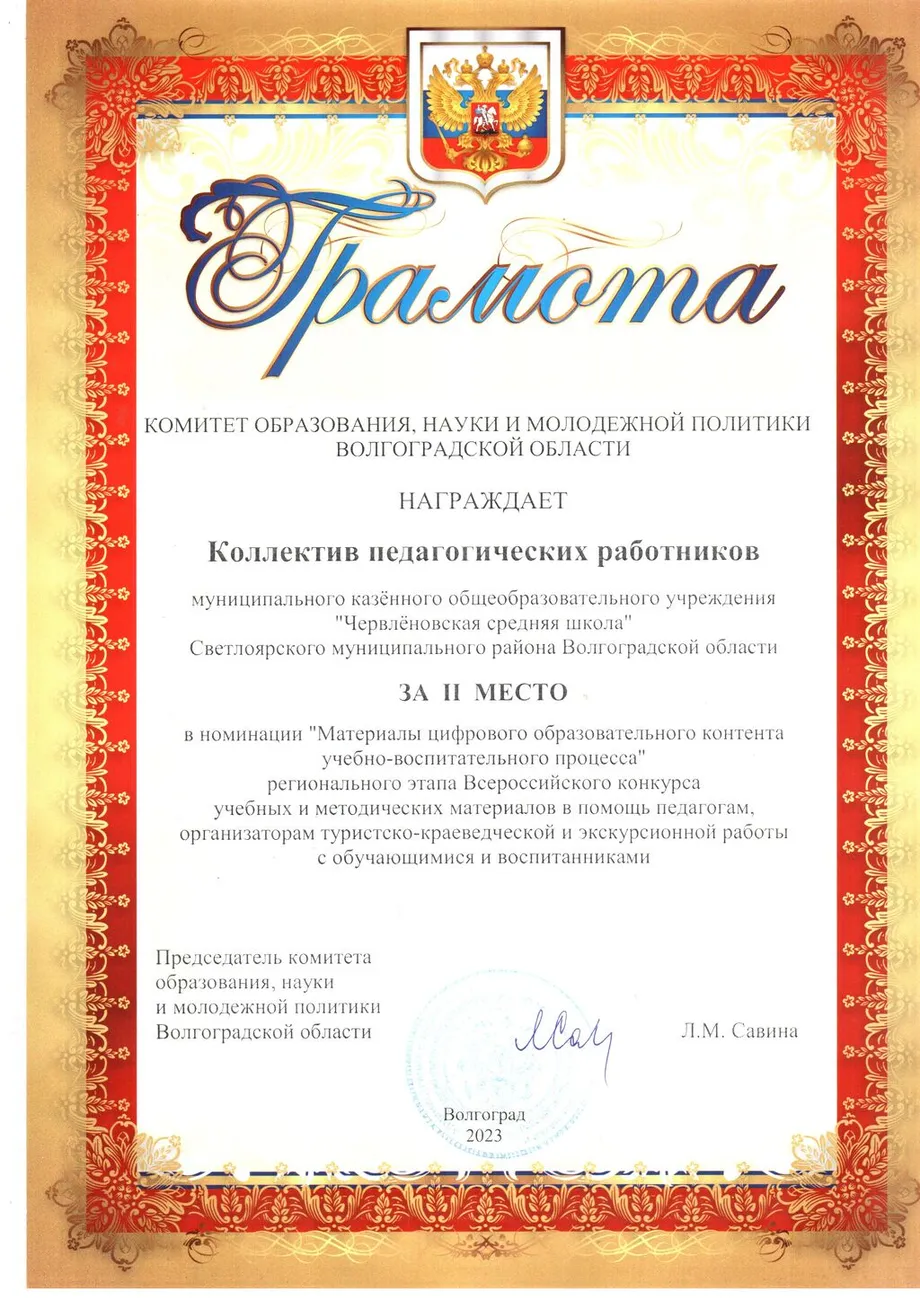 Грамота
КОМИТЕТ ОБРАЗОВАНИЯ, НАУКИ И МОЛОДЕЖНОЙ ПОЛИТИКИ
ВОЛГОГРАДСКОЙ ОБЛАСТИ
НАГРАЖДАЕТ
Коллектив педагогических работников
муниципального казённого общеобразовательного учреждения
"Червлёновская средняя школа"
Светлоярского муниципального района Волгоградской области
ЗА II МЕСТО
в номинации "Материалы цифрового образовательного контента
учебно-воспитательного процесса"
регионального этапа Всероссийского конкурса
учебных и методических материалов в помощь педагогам,
организаторам туристско-краеведческой и экскурсионной работы
с обучающимися и воспитанниками
Председатель комитета
образования, науки
и молодежной политики
Волгоградской области
Л.М. Савина
Волгоград
2023